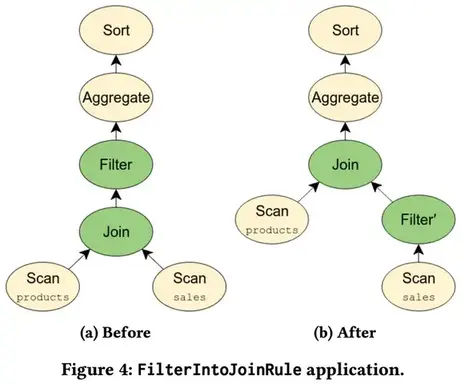 Sort
Aggregate
Filter
Join
Scan
products
Scan
sales
(a) Before
Sort
Aggregate
Join
Scan
products
Filter′
Scan
sales
(b) After
Figure 4: FilterIntoJoinRule application.